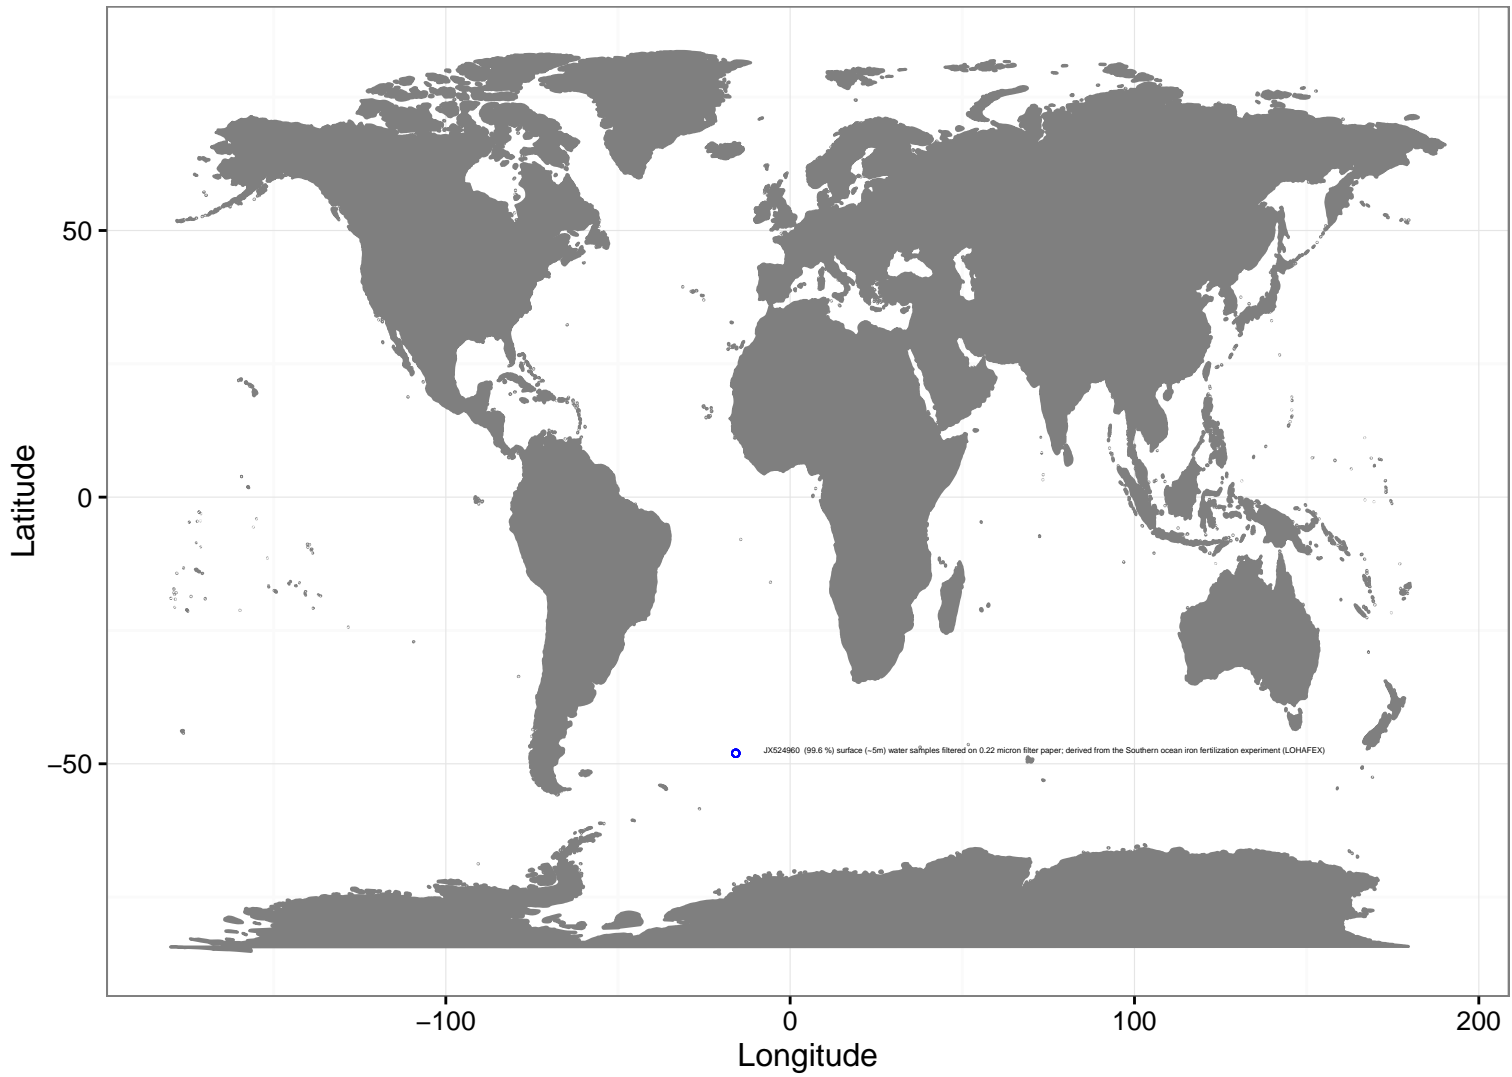 Latitude
50
0
−50
JX524960 (99.6 %) surface (~5m) water samples filtered on 0.22 micron filter paper; derived from the Southern ocean iron fertilization experiment (LOHAFEX)
−100
0
100
200
Longitude